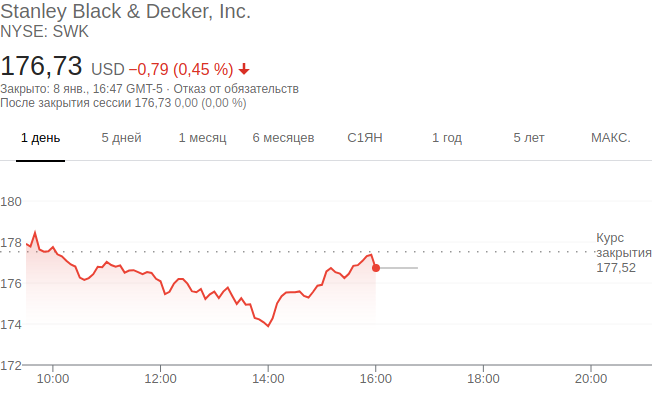 Stanley Black & Decker, Inc.
NYSE: SWK
176,73 USD −0,79 (0,45 %)
Закрыто: 8 янв., 16:47 GMT-5 · Отказ от обязательств
После закрытия сессии 176,73 0,00 (0,00 %)
1 день 5 дней 1 месяц 6 месяцев С1ЯН 1 год 5 лет МАКС.
180
178
176
174
172
Курс
закрытия
177,52
10:00 12:00 14:00 16:00 18:00 20:00